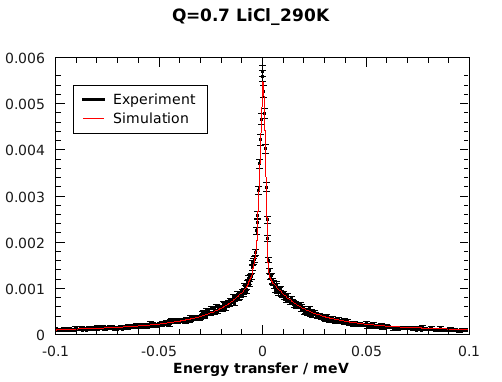 Q=0.7 LiCl_290K
0.006
0.005
0.004
0.003
0.002
0.001
0
Experiment
Simulation
-0.1 -0.05 0 0.05 0.1
Energy transfer / meV